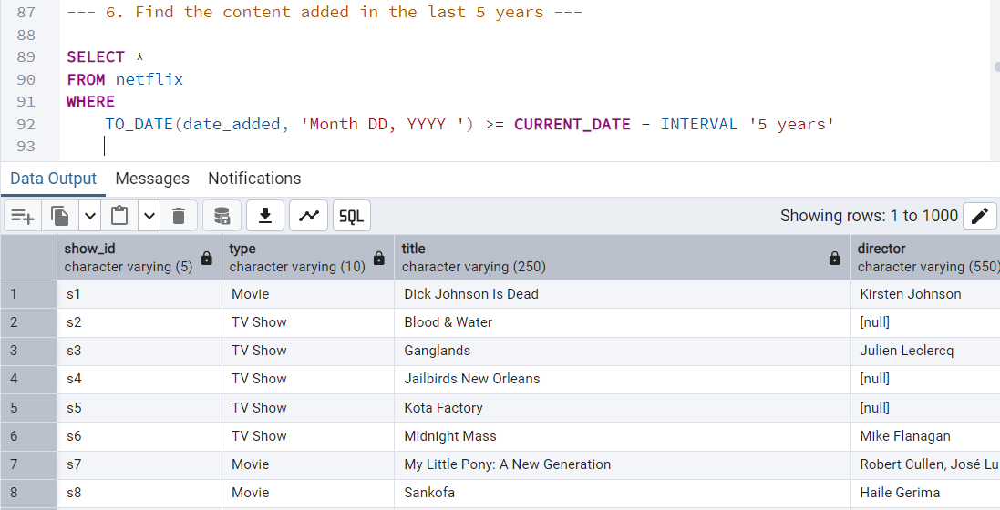 87 --- 6. Find the content added in the last 5 years ---
88
89 SELECT *
90 FROM netflix
91 WHERE
92 TO_DATE(date_added, 'Month DD, YYYY ') >= CURRENT_DATE - INTERVAL '5 years'
93
Data Output Messages Notifications
SQL Showing rows: 1 to 1000
show_id type title director
character varying (5) character varying (10) character varying (250) character varying (550)
1 s1 Movie Dick Johnson Is Dead Kirsten Johnson
2 s2 TV Show Blood & Water [null]
3 s3 TV Show Ganglands Julien Leclercq
4 s4 TV Show Jailbirds New Orleans [null]
5 s5 TV Show Kota Factory [null]
6 s6 TV Show Midnight Mass Mike Flanagan
7 s7 Movie My Little Pony: A New Generation Robert Cullen, José Lu
8 s8 Movie Sankofa Haile Gerima